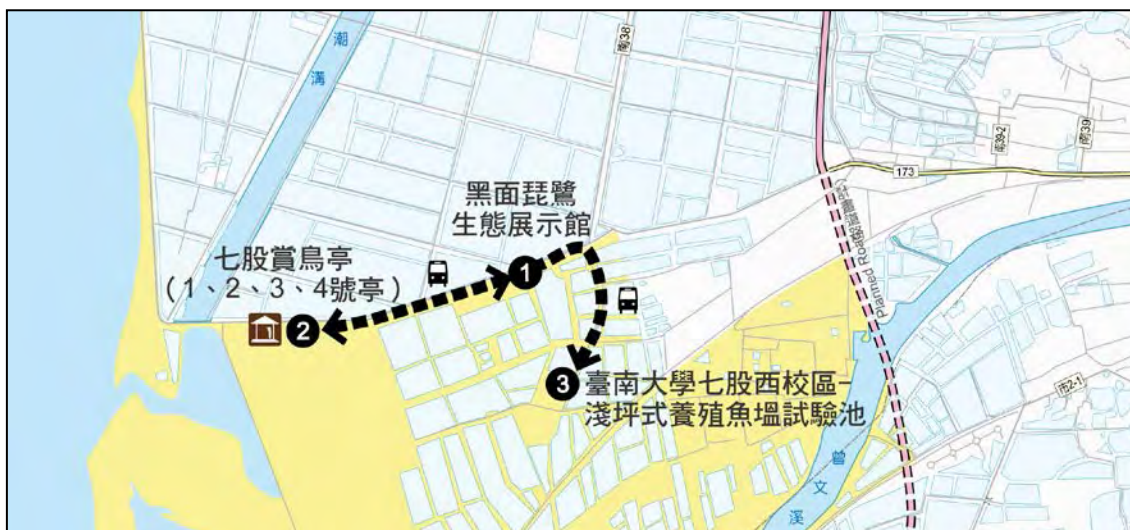 潮
溝
南38
南39-2
南39
173
黑面琵鷺
生態展示館
七股賞鳥亭
(1、2、3、4號亭)
1
2
3
臺南大學七股西校區-
淺坪式養殖魚塭試驗池
Planned Road
市2-1
曾
文
溪